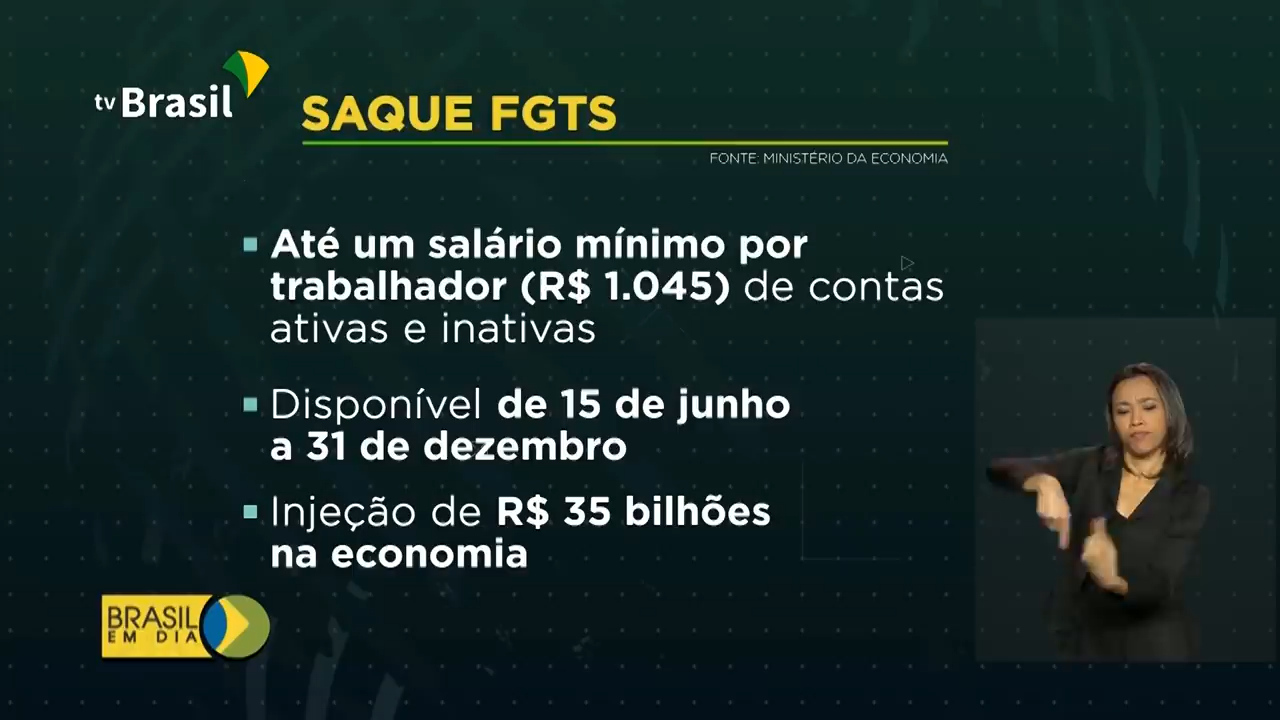 tv Brasil
SAQUE FGTS
FONTE: MINISTÉRIO DA ECONOMIA
Até um salário mínimo por
trabalhador (R$ 1.045) de contas
ativas e inativas
Disponível de 15 de junho
a 31 de dezembro
Injeção de R$ 35 bilhões
na economia
BRASIL
EM DIA